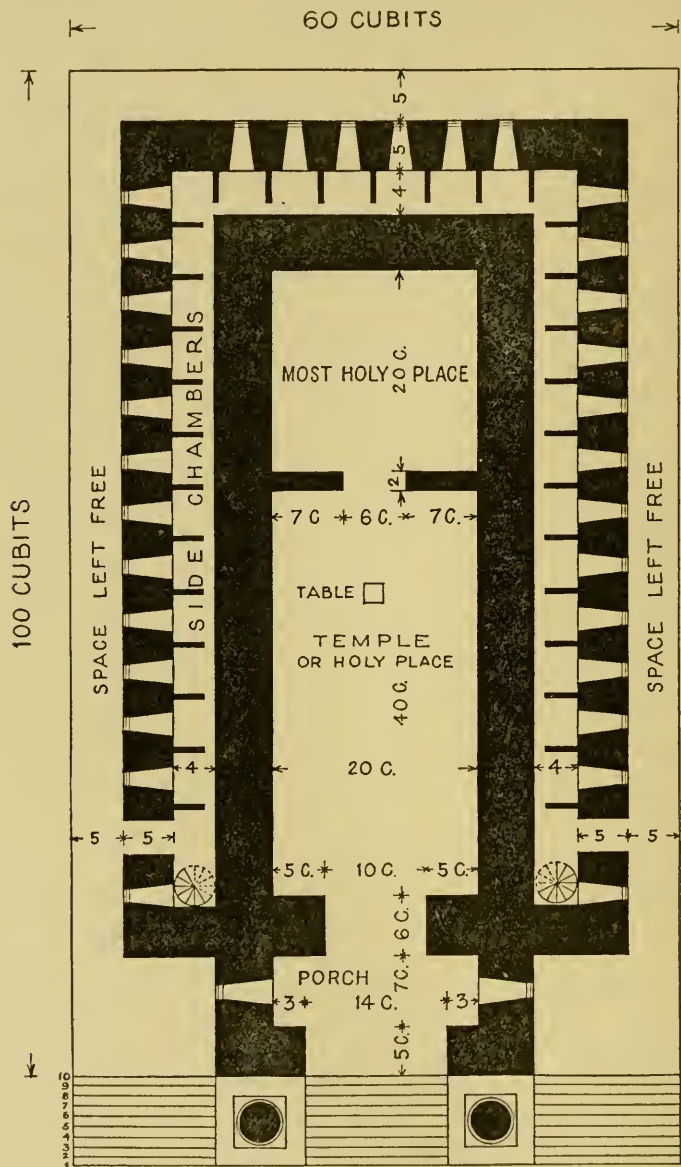 60 CUBITS
100 CUBITS
5
5
4
MOST HOLY PLACE
20 C.
SIDE CHAMBERS
2
7 C 6 C. 7 C.
SPACE LEFT FREE
SPACE LEFT FREE
TABLE
TEMPLE
OR HOLY PLACE
40 C.
4 20 C. 4
5 5 5 5
5 C. 10 C. 5 C.
6 C.
PORCH
7 C.
3 14 C. 3
5 C.
10
9
8
7
6
5
4
3
2
1